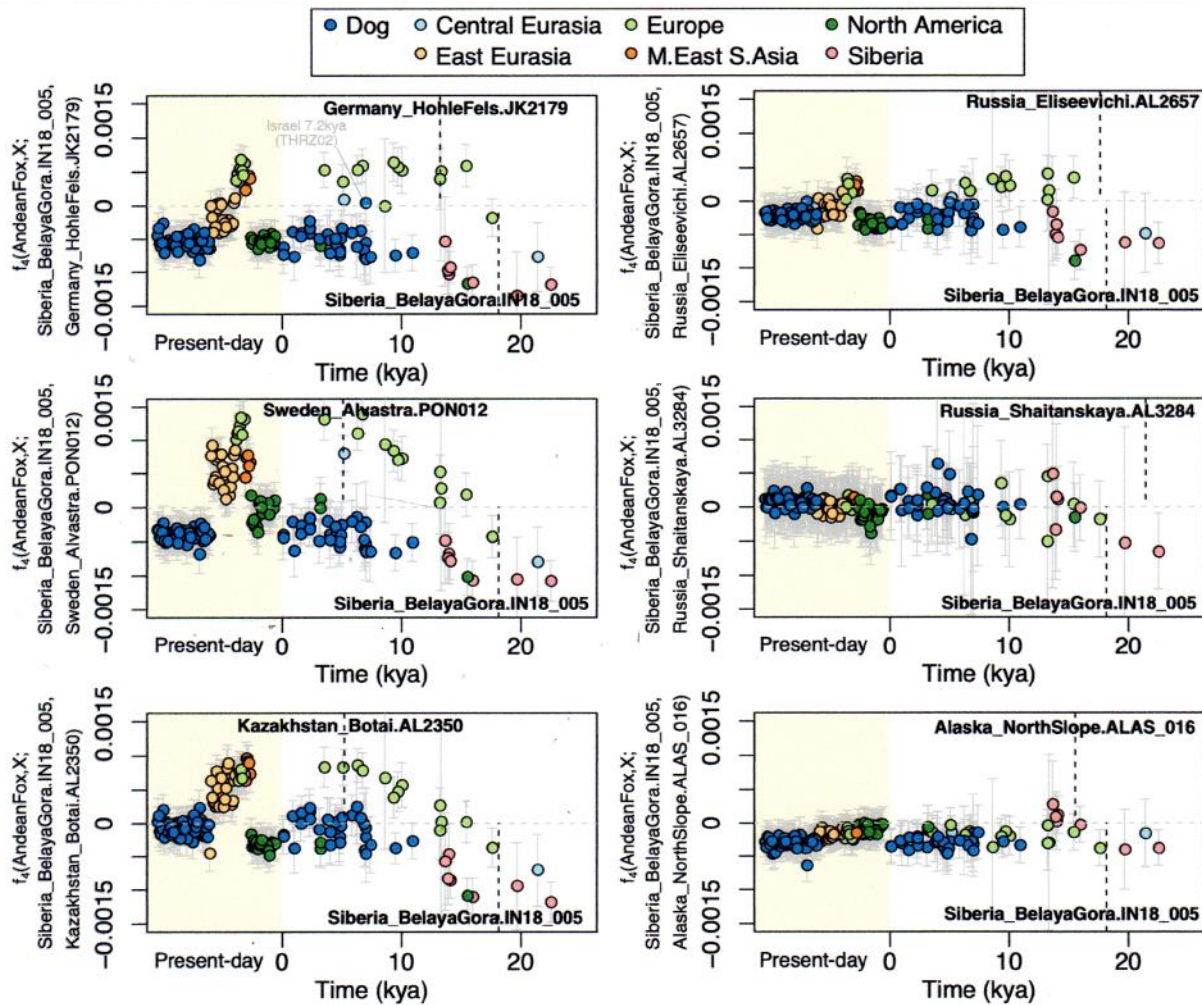 Dog Central Eurasia Europe North America
East Eurasia M.East S.Asia Siberia
f4(AndeanFox,X;
Siberia_BelayaGora.IN18_005,
Germany_HohleFels.JK2179)
0.0015
0
−0.0015
Germany_HohleFels.JK2179
Israel 7.2kya
(THRZ02)
Siberia_BelayaGora.IN18_005
Present-day 0 10 20
Time (kya)
f4(AndeanFox,X;
Siberia_BelayaGora.IN18_005,
Russia_Eliseevichi.AL2657)
0.0015
0
−0.0015
Russia_Eliseevichi.AL2657
Siberia_BelayaGora.IN18_005
Present-day 0 10 20
Time (kya)
f4(AndeanFox,X;
Siberia_BelayaGora.IN18_005,
Sweden_Alvastra.PON012)
0.0015
0
−0.0015
Sweden_Alvastra.PON012
Siberia_BelayaGora.IN18_005
Present-day 0 10 20
Time (kya)
f4(AndeanFox,X;
Siberia_BelayaGora.IN18_005,
Russia_Shaitanskaya.AL3284)
0.0015
0
−0.0015
Russia_Shaitanskaya.AL3284
Siberia_BelayaGora.IN18_005
Present-day 0 10 20
Time (kya)
f4(AndeanFox,X;
Siberia_BelayaGora.IN18_005,
Kazakhstan_Botai.AL2350)
0.0015
0
−0.0015
Kazakhstan_Botai.AL2350
Siberia_BelayaGora.IN18_005
Present-day 0 10 20
Time (kya)
f4(AndeanFox,X;
Siberia_BelayaGora.IN18_005,
Alaska_NorthSlope.ALAS_016)
0.0015
0
−0.0015
Alaska_NorthSlope.ALAS_016
Siberia_BelayaGora.IN18_005
Present-day 0 10 20
Time (kya)